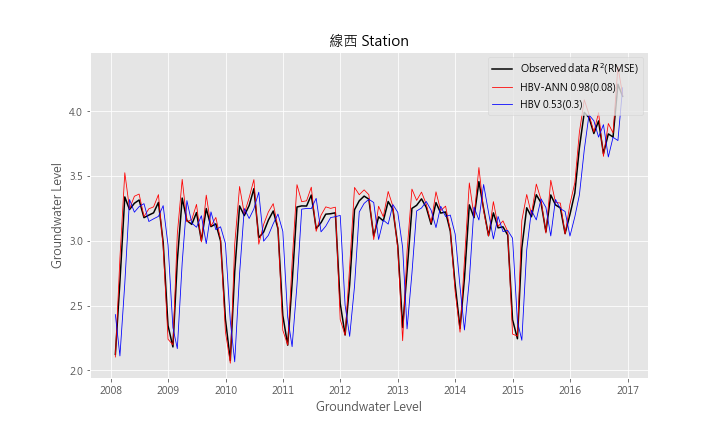 線西 Station
Observed data R²(RMSE)
HBV-ANN 0.98(0.08)
HBV 0.53(0.3)
Groundwater Level
4.0
3.5
3.0
2.5
2.0
2008 2009 2010 2011 2012 2013 2014 2015 2016 2017
Groundwater Level